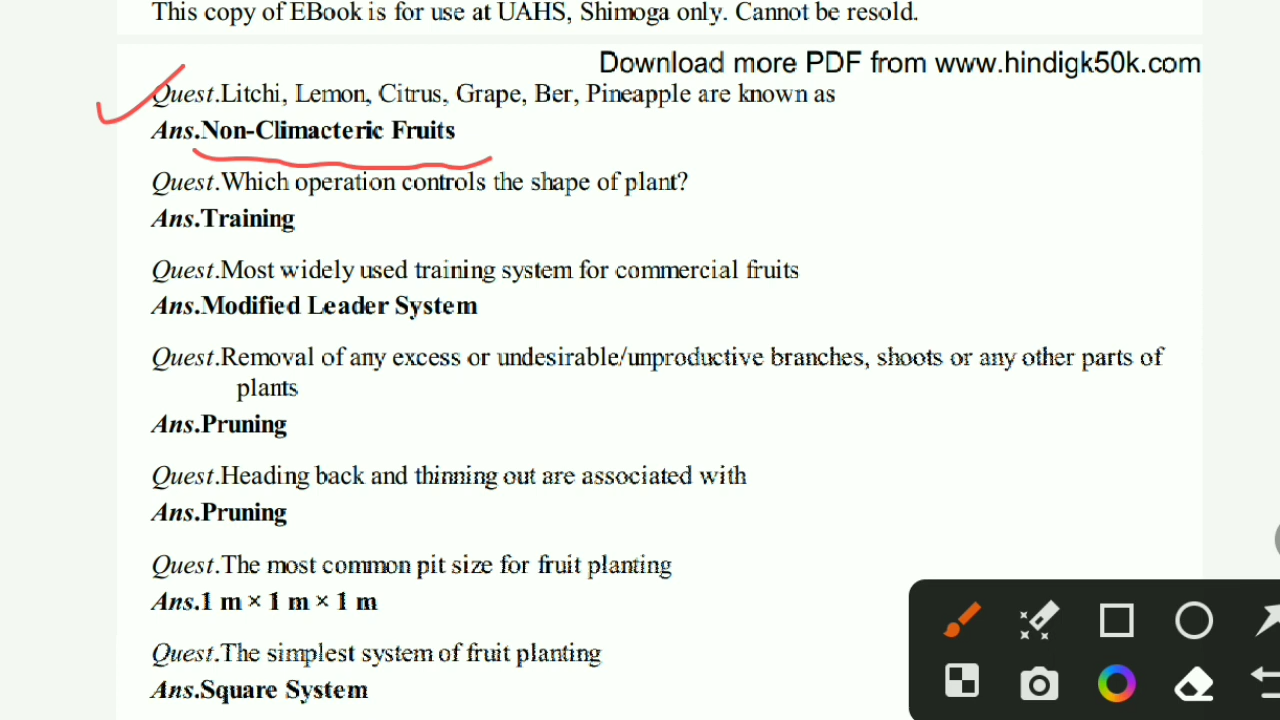 This copy of EBook is for use at UAHS, Shimoga only. Cannot be resold.
Download more PDF from www.hindigk50k.com
Quest.Litchi, Lemon, Citrus, Grape, Ber, Pineapple are known as
Ans.Non-Climacteric Fruits
Quest.Which operation controls the shape of plant?
Ans.Training
Quest.Most widely used training system for commercial fruits
Ans.Modified Leader System
Quest.Removal of any excess or undesirable/unproductive branches, shoots or any other parts of
plants
Ans.Pruning
Quest.Heading back and thinning out are associated with
Ans.Pruning
Quest.The most common pit size for fruit planting
Ans.1 m × 1 m × 1 m
Quest.The simplest system of fruit planting
Ans.Square System